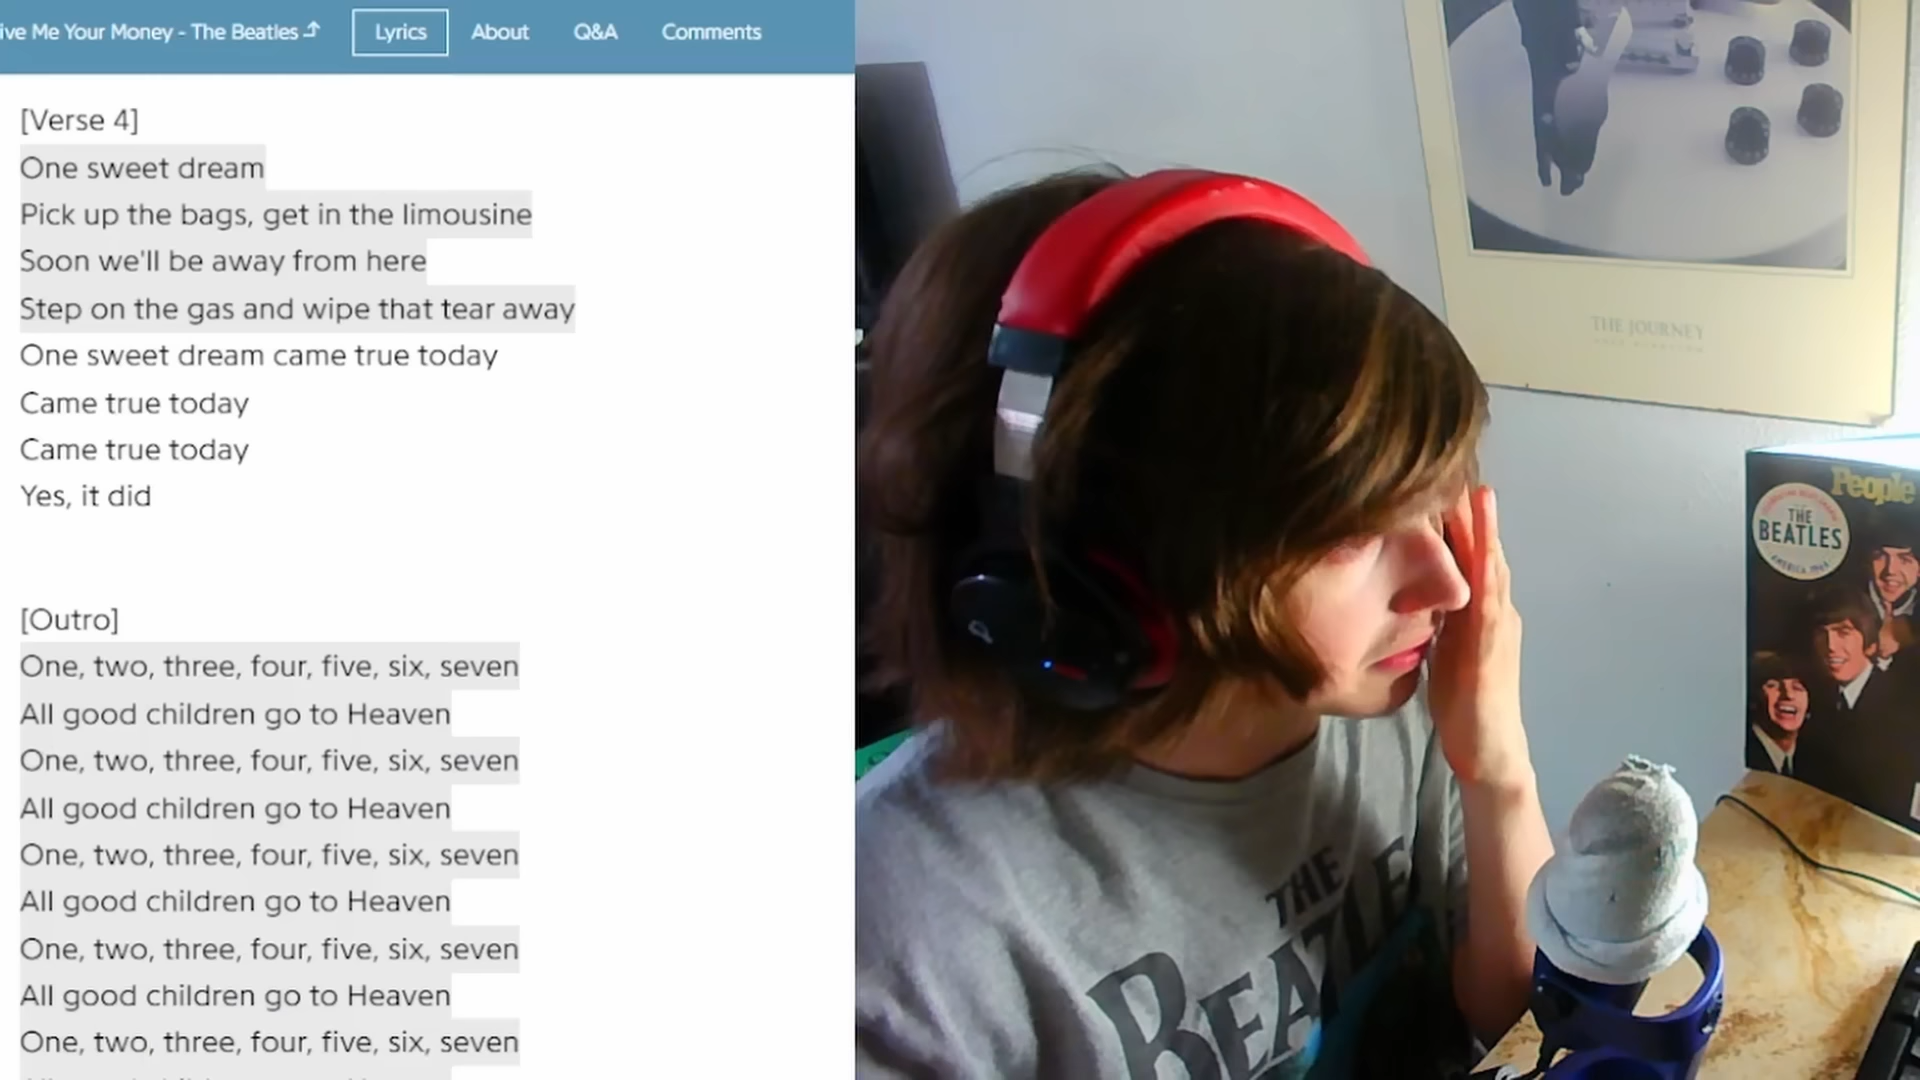 ive Me Your Money - The Beatles
Lyrics
About
Q&A
Comments
[Verse 4]
One sweet dream
Pick up the bags, get in the limousine
Soon we'll be away from here
Step on the gas and wipe that tear away
One sweet dream came true today
Came true today
Came true today
Yes, it did
[Outro]
One, two, three, four, five, six, seven
All good children go to Heaven
One, two, three, four, five, six, seven
All good children go to Heaven
One, two, three, four, five, six, seven
All good children go to Heaven
One, two, three, four, five, six, seven
All good children go to Heaven
One, two, three, four, five, six, seven
THE JOURNEY
People
THE
BEATLES
THE
BEATLE